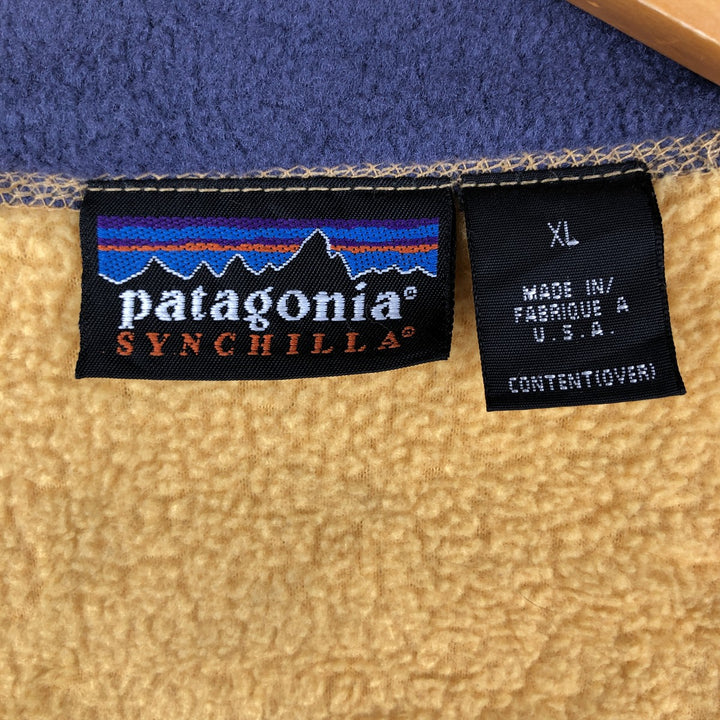 patagonia®
SYNCHILLA®
XL
MADE IN/
FABRIQUE A
U.S.A.
CONTENT(OVER)